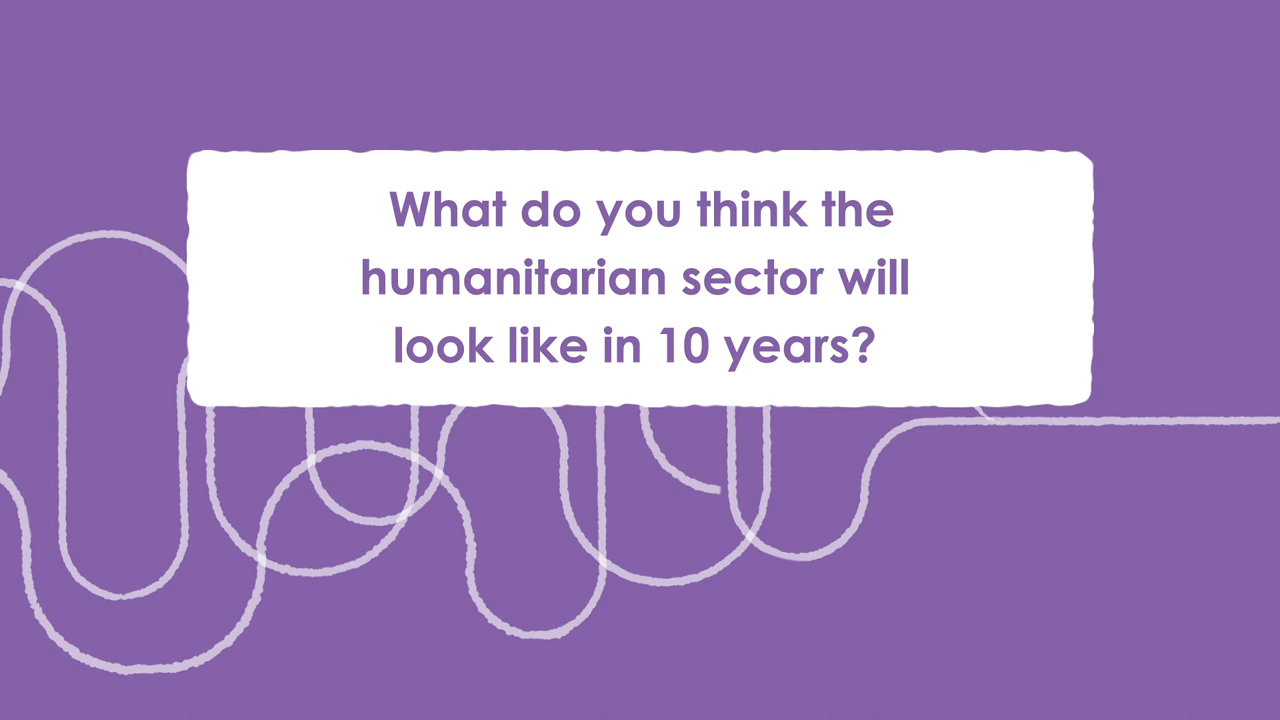 What do you think the
humanitarian sector will
look like in 10 years?